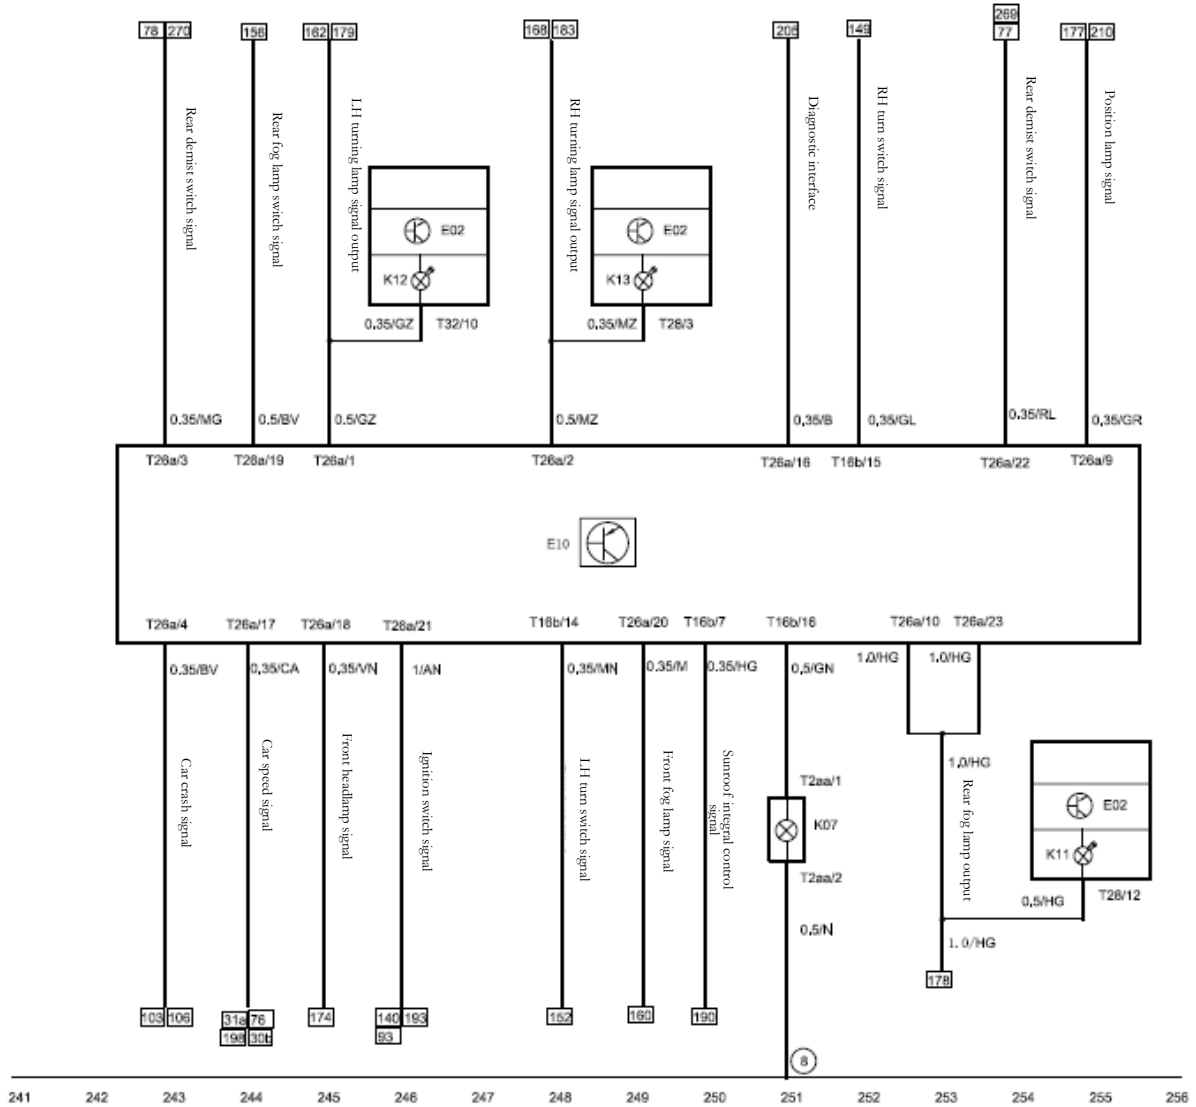 78 270
156
162 179
168 183
205
149
269
77
177 210
Rear demist switch signal
Rear fog lamp switch signal
LH turning lamp signal output
RH turning lamp signal output
Diagnostic interface
RH turn switch signal
Rear demist switch signal
Position lamp signal
E02
K12
0.35/GZ T32/10
E02
K13
0.35/MZ T28/3
0.35/MG
0.5/BV
0.5/GZ
0.5/MZ
0.35/B
0.35/GL
0.35/RL
0.35/GR
T26a/3
T26a/19
T26a/1
T26a/2
T26a/16
T16b/15
T26a/22
T26a/9
E10
T26a/4
T26a/17
T26a/18
T26a/21
T16b/14
T26a/20
T16b/7
T16b/16
T26a/10
T26a/23
0.35/BV
0.35/CA
0.35/VN
1/AN
0.35/MN
0.35/M
0.35/HG
0.5/GN
1.0/HG
1.0/HG
Car crash signal
Car speed signal
Front headlamp signal
Ignition switch signal
LH turn switch signal
Front fog lamp signal
Sunroof integral control
signal
T2aa/1
K07
T2aa/2
0.5/N
1.0/HG
Rear fog lamp output
E02
K11
0.5/HG
T28/12
1.0/HG
178
103 106
31a 76
198 30b
174
140 193
93
152
160
190
8
241 242 243 244 245 246 247 248 249 250 251 252 253 254 255 256